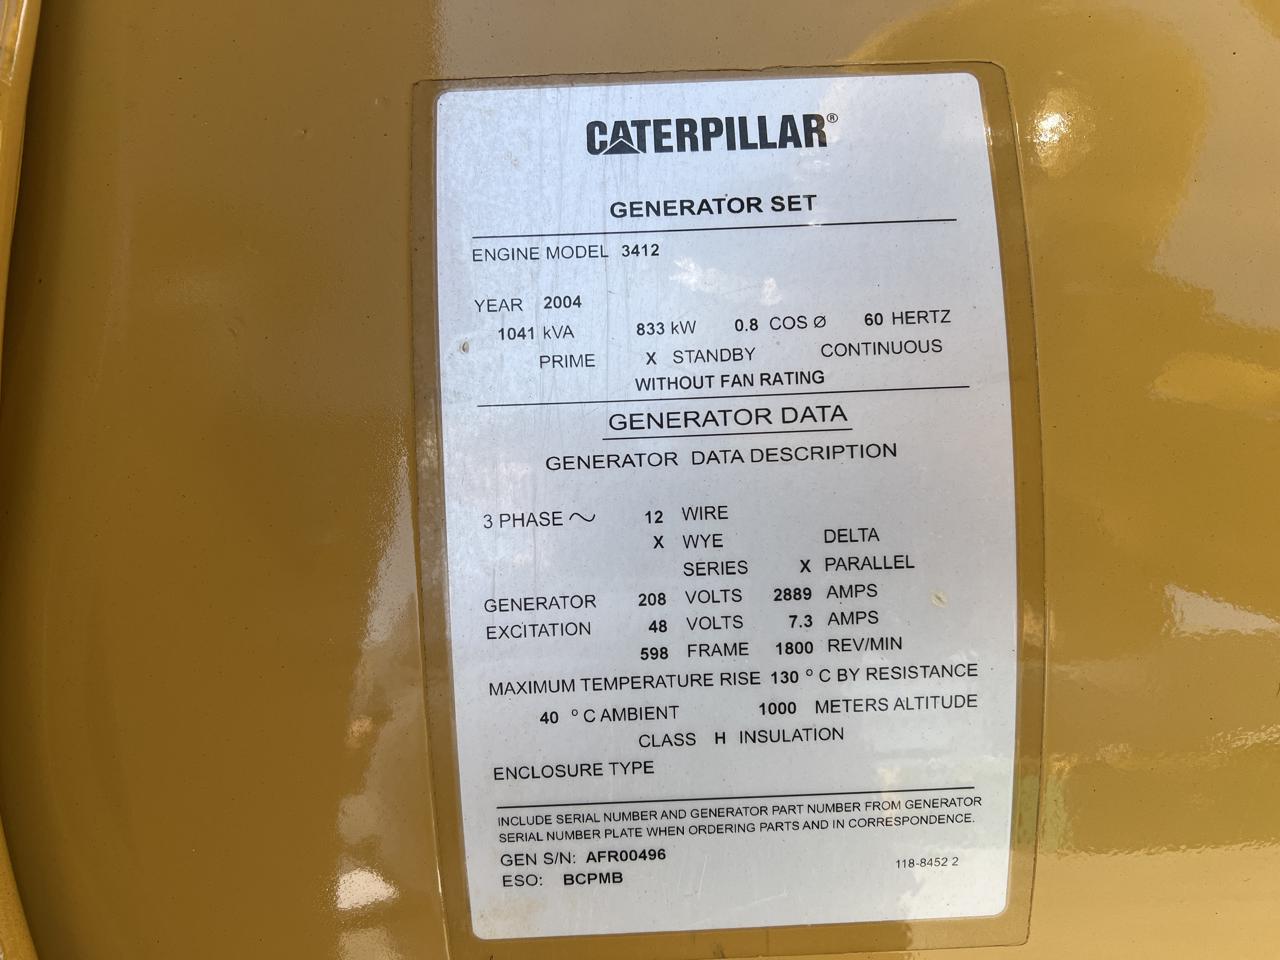 CATERPILLAR®
GENERATOR SET
ENGINE MODEL 3412
YEAR 2004
1041 kVA 833 kW 0.8 COS Ø 60 HERTZ
PRIME X STANDBY CONTINUOUS
WITHOUT FAN RATING
GENERATOR DATA
GENERATOR DATA DESCRIPTION
3 PHASE ～ 12 WIRE
X WYE DELTA
SERIES X PARALLEL
GENERATOR 208 VOLTS 2889 AMPS
EXCITATION 48 VOLTS 7.3 AMPS
598 FRAME 1800 REV/MIN
MAXIMUM TEMPERATURE RISE 130 ° C BY RESISTANCE
40 ° C AMBIENT 1000 METERS ALTITUDE
CLASS H INSULATION
ENCLOSURE TYPE
INCLUDE SERIAL NUMBER AND GENERATOR PART NUMBER FROM GENERATOR
SERIAL NUMBER PLATE WHEN ORDERING PARTS AND IN CORRESPONDENCE.
GEN S/N: AFR00496
ESO: BCPMB
118-8452 2